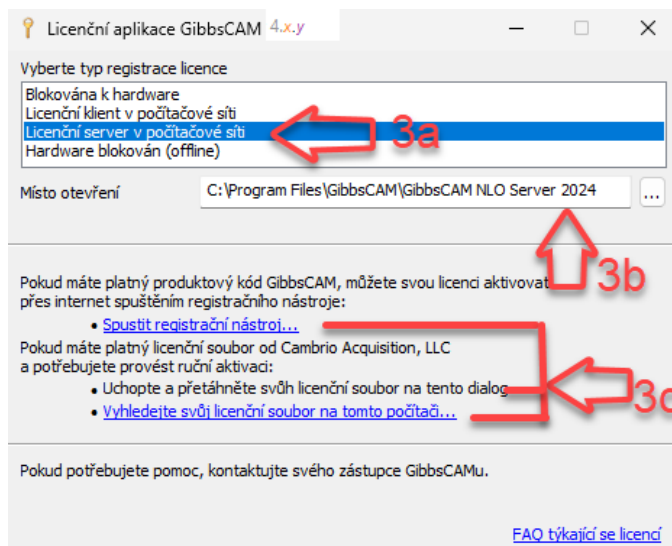 Licenční aplikace GibbsCAM 4.x.y
Vyberte typ registrace licence
Blokována k hardware
Licenční klient v počítačové síti
Licenční server v počítačové síti
3a
Hardware blokován (offline)
Místo otevření
C:\Program Files\GibbsCAM\GibbsCAM NLO Server 2024
...
3b
Pokud máte platný produktový kód GibbsCAM, můžete svou licenci aktivovat
přes internet spuštěním registračního nástroje:
• Spustit registrační nástroj...
Pokud máte platný licenční soubor od Cambrio Acquisition, LLC
a potřebujete provést ruční aktivaci:
• Uchopte a přetáhněte svůh licenční soubor na tento dialog
3c
• Vyhledejte svůj licenční soubor na tomto počítači...
Pokud potřebujete pomoc, kontaktujte svého zástupce GibbsCAMu.
FAQ týkající se licencí